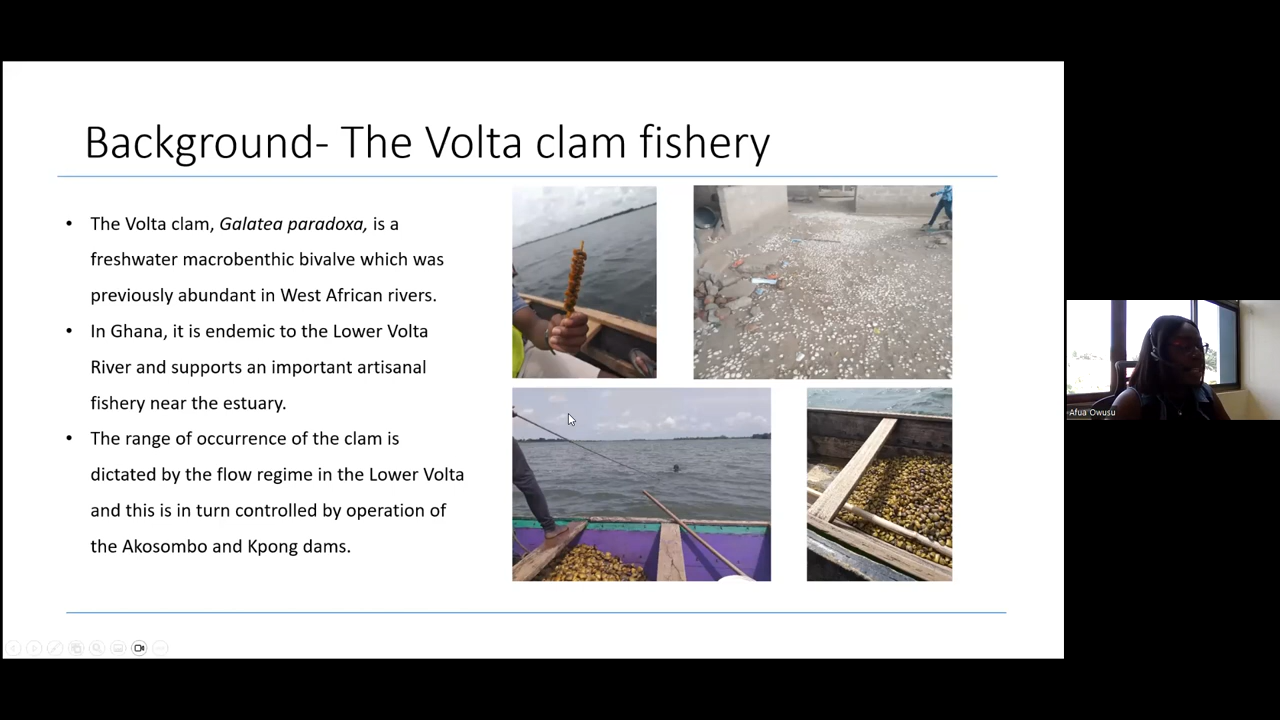 Background- The Volta clam fishery
• The Volta clam, Galatea paradoxa, is a
freshwater macrobenthic bivalve which was
previously abundant in West African rivers.
• In Ghana, it is endemic to the Lower Volta
River and supports an important artisanal
fishery near the estuary.
• The range of occurrence of the clam is
dictated by the flow regime in the Lower Volta
and this is in turn controlled by operation of
the Akosombo and Kpong dams.
Afua Owusu